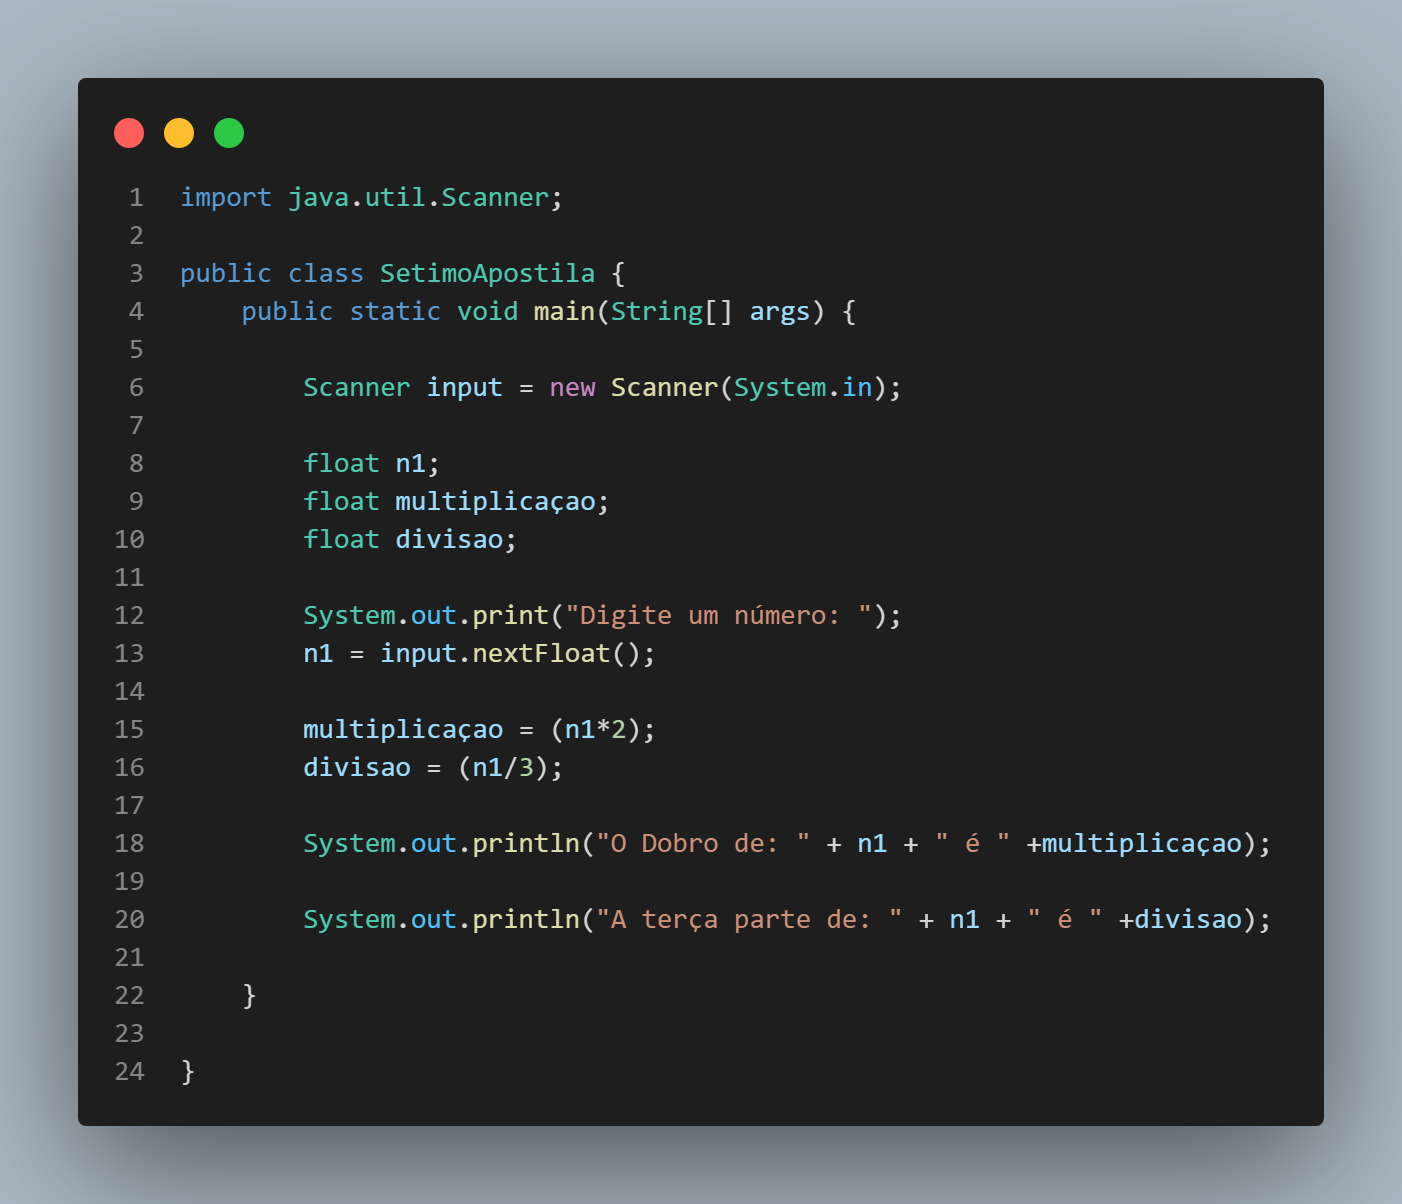 1 import java.util.Scanner;
2
3 public class SetimoApostila {
4     public static void main(String[] args) {
5
6         Scanner input = new Scanner(System.in);
7
8         float n1;
9         float multiplicaçao;
10         float divisao;
11
12         System.out.print("Digite um número: ");
13         n1 = input.nextFloat();
14
15         multiplicaçao = (n1*2);
16         divisao = (n1/3);
17
18         System.out.println("O Dobro de: " + n1 + " é " +multiplicaçao);
19
20         System.out.println("A terça parte de: " + n1 + " é " +divisao);
21
22     }
23
24 }